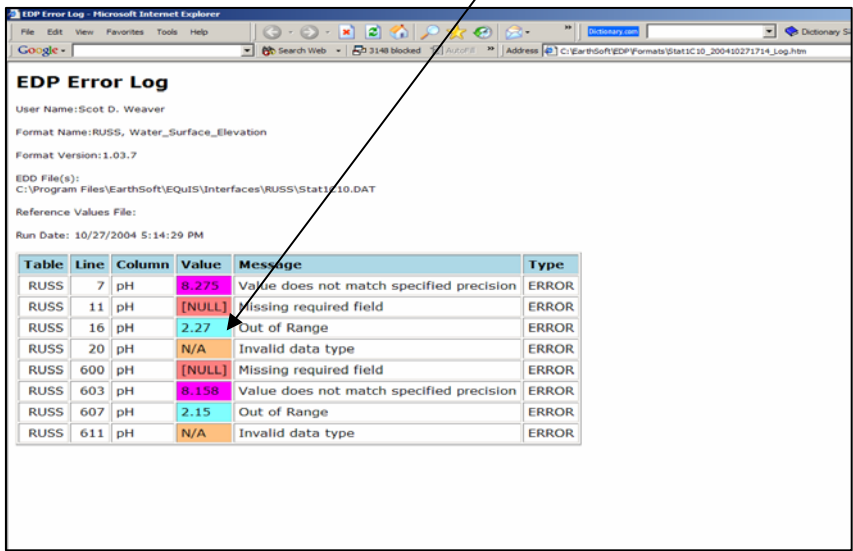 EDP Error Log - Microsoft Internet Explorer
File Edit View Favorites Tools Help
Dictionary.com
Dictionary
Google
Search Web
3148 blocked
AutoFill
Address
C:\EarthSoft\EDP\Formats\Stat1C10_200410271714_Log.htm
EDP Error Log
User Name:Scot D. Weaver
Format Name:RUSS, Water_Surface_Elevation
Format Version:1.03.7
EDD File(s):
C:\Program Files\EarthSoft\EQuIS\Interfaces\RUSS\Stat1C10.DAT
Reference Values File:
Run Date: 10/27/2004 5:14:29 PM
Table Line Column Value Message Type
RUSS 7 pH 8.275 Value does not match specified precision ERROR
RUSS 11 pH [NULL] Missing required field ERROR
RUSS 16 pH 2.27 Out of Range ERROR
RUSS 20 pH N/A Invalid data type ERROR
RUSS 600 pH [NULL] Missing required field ERROR
RUSS 603 pH 8.158 Value does not match specified precision ERROR
RUSS 607 pH 2.15 Out of Range ERROR
RUSS 611 pH N/A Invalid data type ERROR